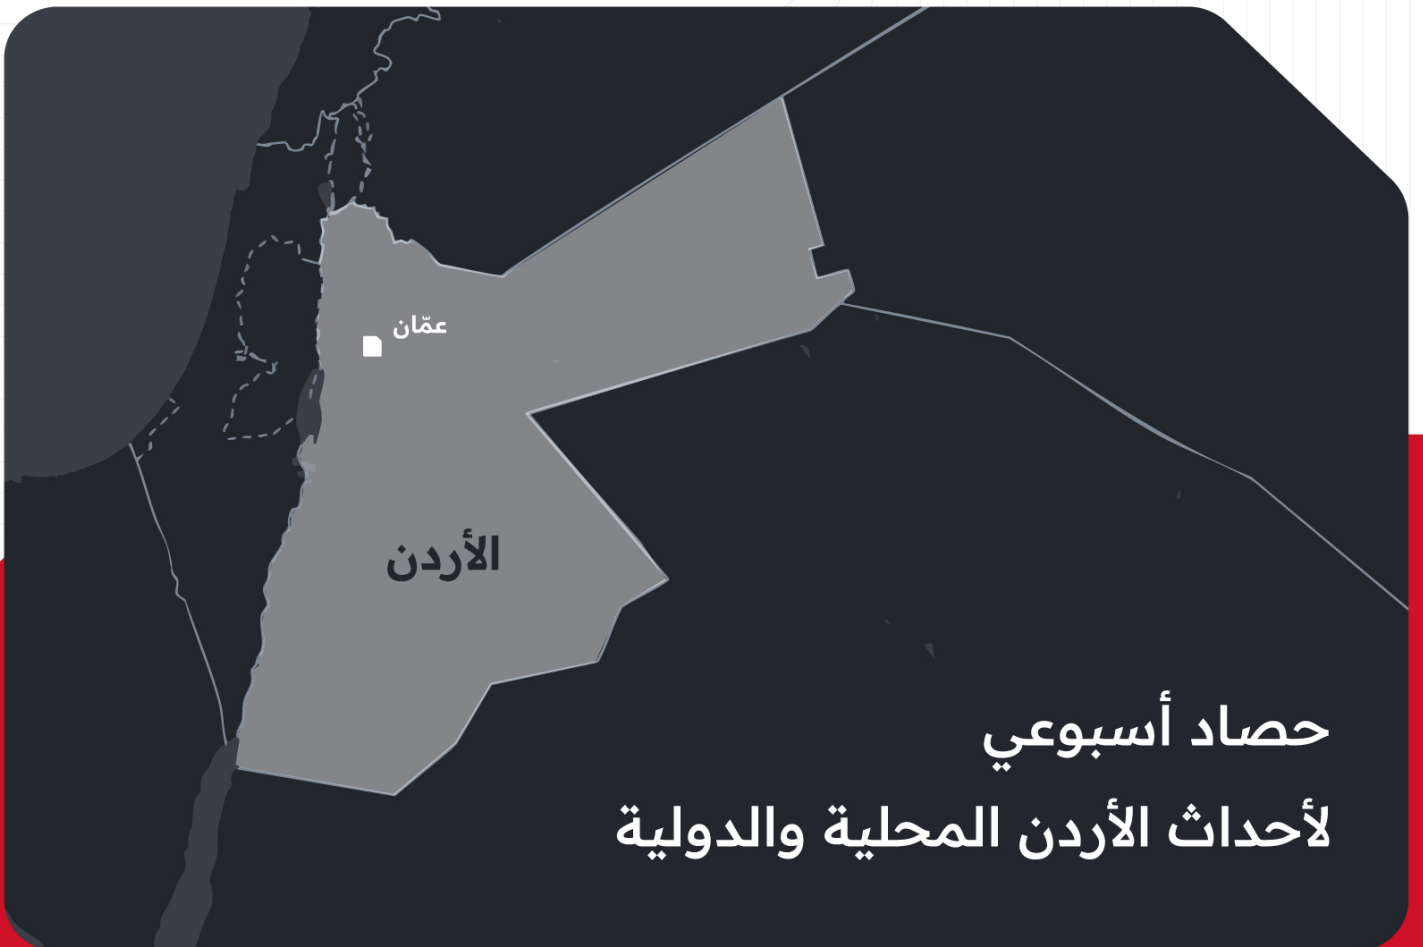 عمّان
الأردن
حصاد أسبوعي
لأحداث الأردن المحلية والدولية